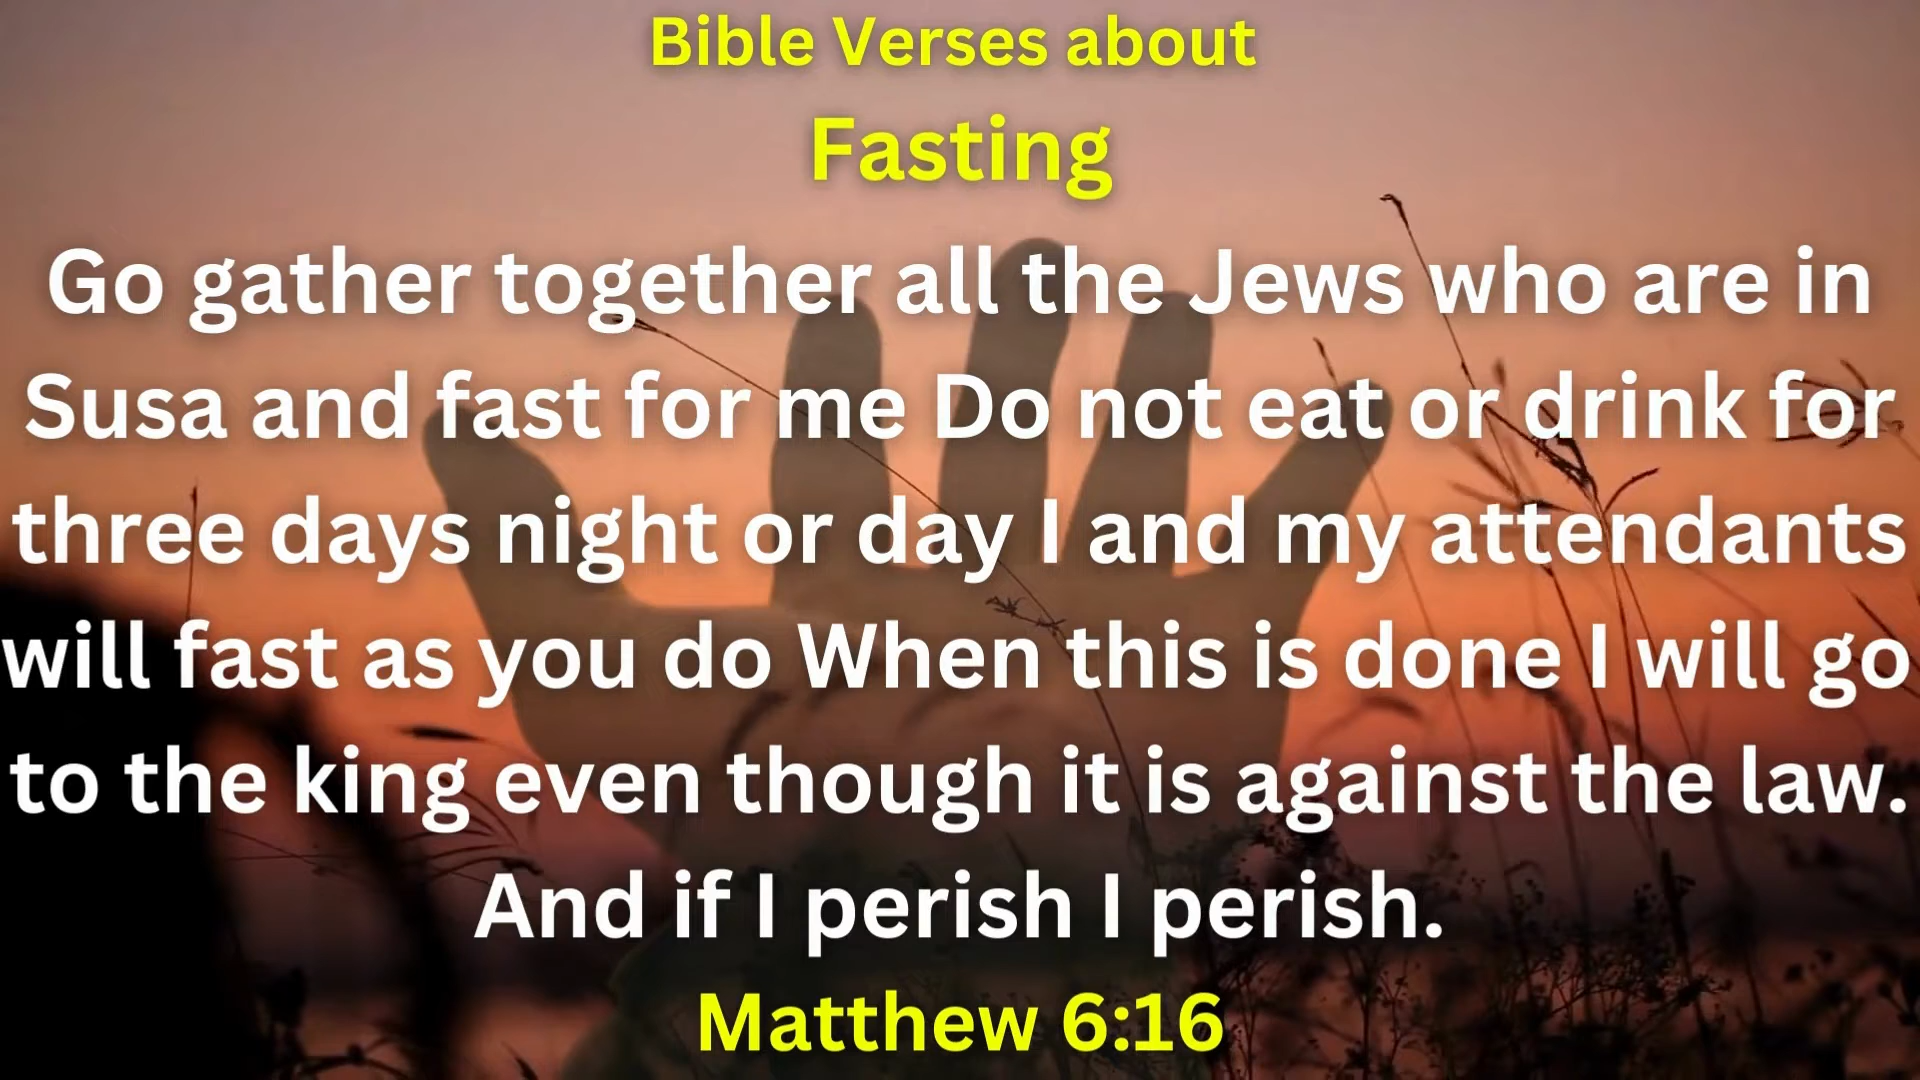 Bible Verses about
Fasting
Go gather together all the Jews who are in
Susa and fast for me Do not eat or drink for
three days night or day I and my attendants
will fast as you do When this is done I will go
to the king even though it is against the law.
And if I perish I perish.
Matthew 6:16